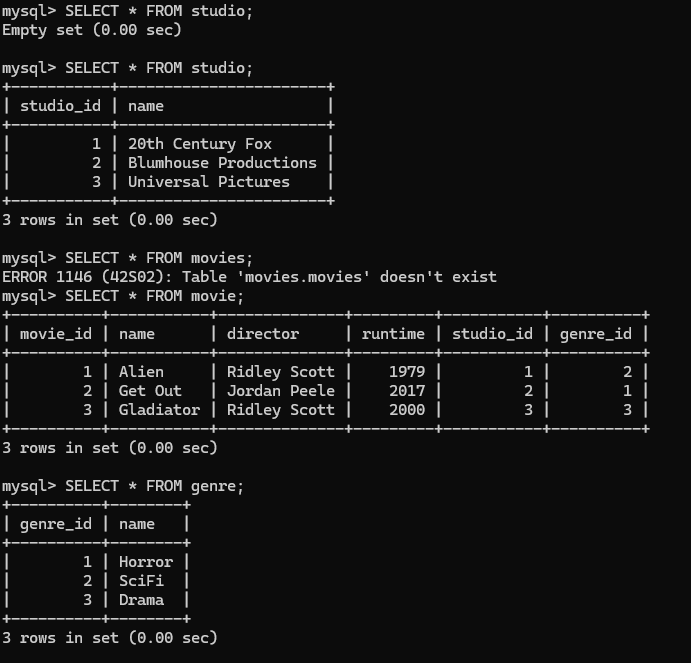 mysql> SELECT * FROM studio;
Empty set (0.00 sec)

mysql> SELECT * FROM studio;
+-----------+-----------------------+
| studio_id | name                  |
+-----------+-----------------------+
|         1 | 20th Century Fox      |
|         2 | Blumhouse Productions |
|         3 | Universal Pictures    |
+-----------+-----------------------+
3 rows in set (0.00 sec)

mysql> SELECT * FROM movies;
ERROR 1146 (42S02): Table 'movies.movies' doesn't exist
mysql> SELECT * FROM movie;
+----------+-----------+--------------+---------+-----------+----------+
| movie_id | name      | director     | runtime | studio_id | genre_id |
+----------+-----------+--------------+---------+-----------+----------+
|        1 | Alien     | Ridley Scott |    1979 |         1 |        2 |
|        2 | Get Out   | Jordan Peele |    2017 |         2 |        1 |
|        3 | Gladiator | Ridley Scott |    2000 |         3 |        3 |
+----------+-----------+--------------+---------+-----------+----------+
3 rows in set (0.00 sec)

mysql> SELECT * FROM genre;
+----------+--------+
| genre_id | name   |
+----------+--------+
|        1 | Horror |
|        2 | SciFi  |
|        3 | Drama  |
+----------+--------+
3 rows in set (0.00 sec)